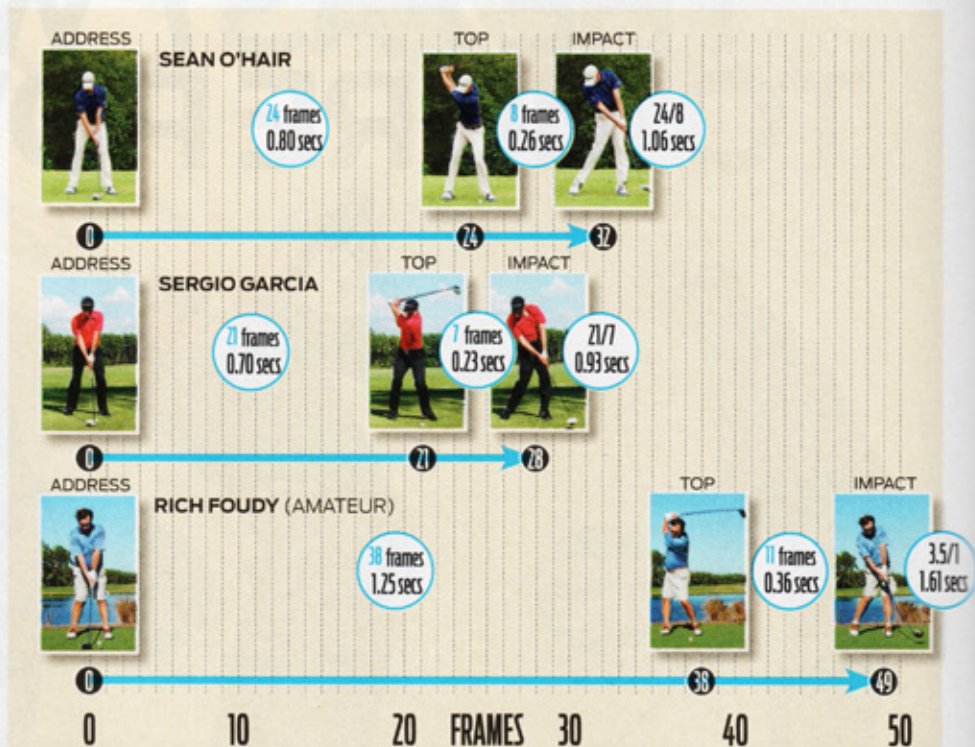 ADDRESS
TOP
IMPACT
SEAN O'HAIR
24 frames
0.80 secs
8 frames
0.26 secs
24/8
1.06 secs
0
24
32
ADDRESS
TOP
IMPACT
SERGIO GARCIA
21 frames
0.70 secs
7 frames
0.23 secs
21/7
0.93 secs
0
21
28
ADDRESS
TOP
IMPACT
RICH FOUDY (AMATEUR)
38 frames
1.25 secs
11 frames
0.36 secs
3.5/1
1.61 secs
0
38
49
0 10 20 FRAMES 30 40 50